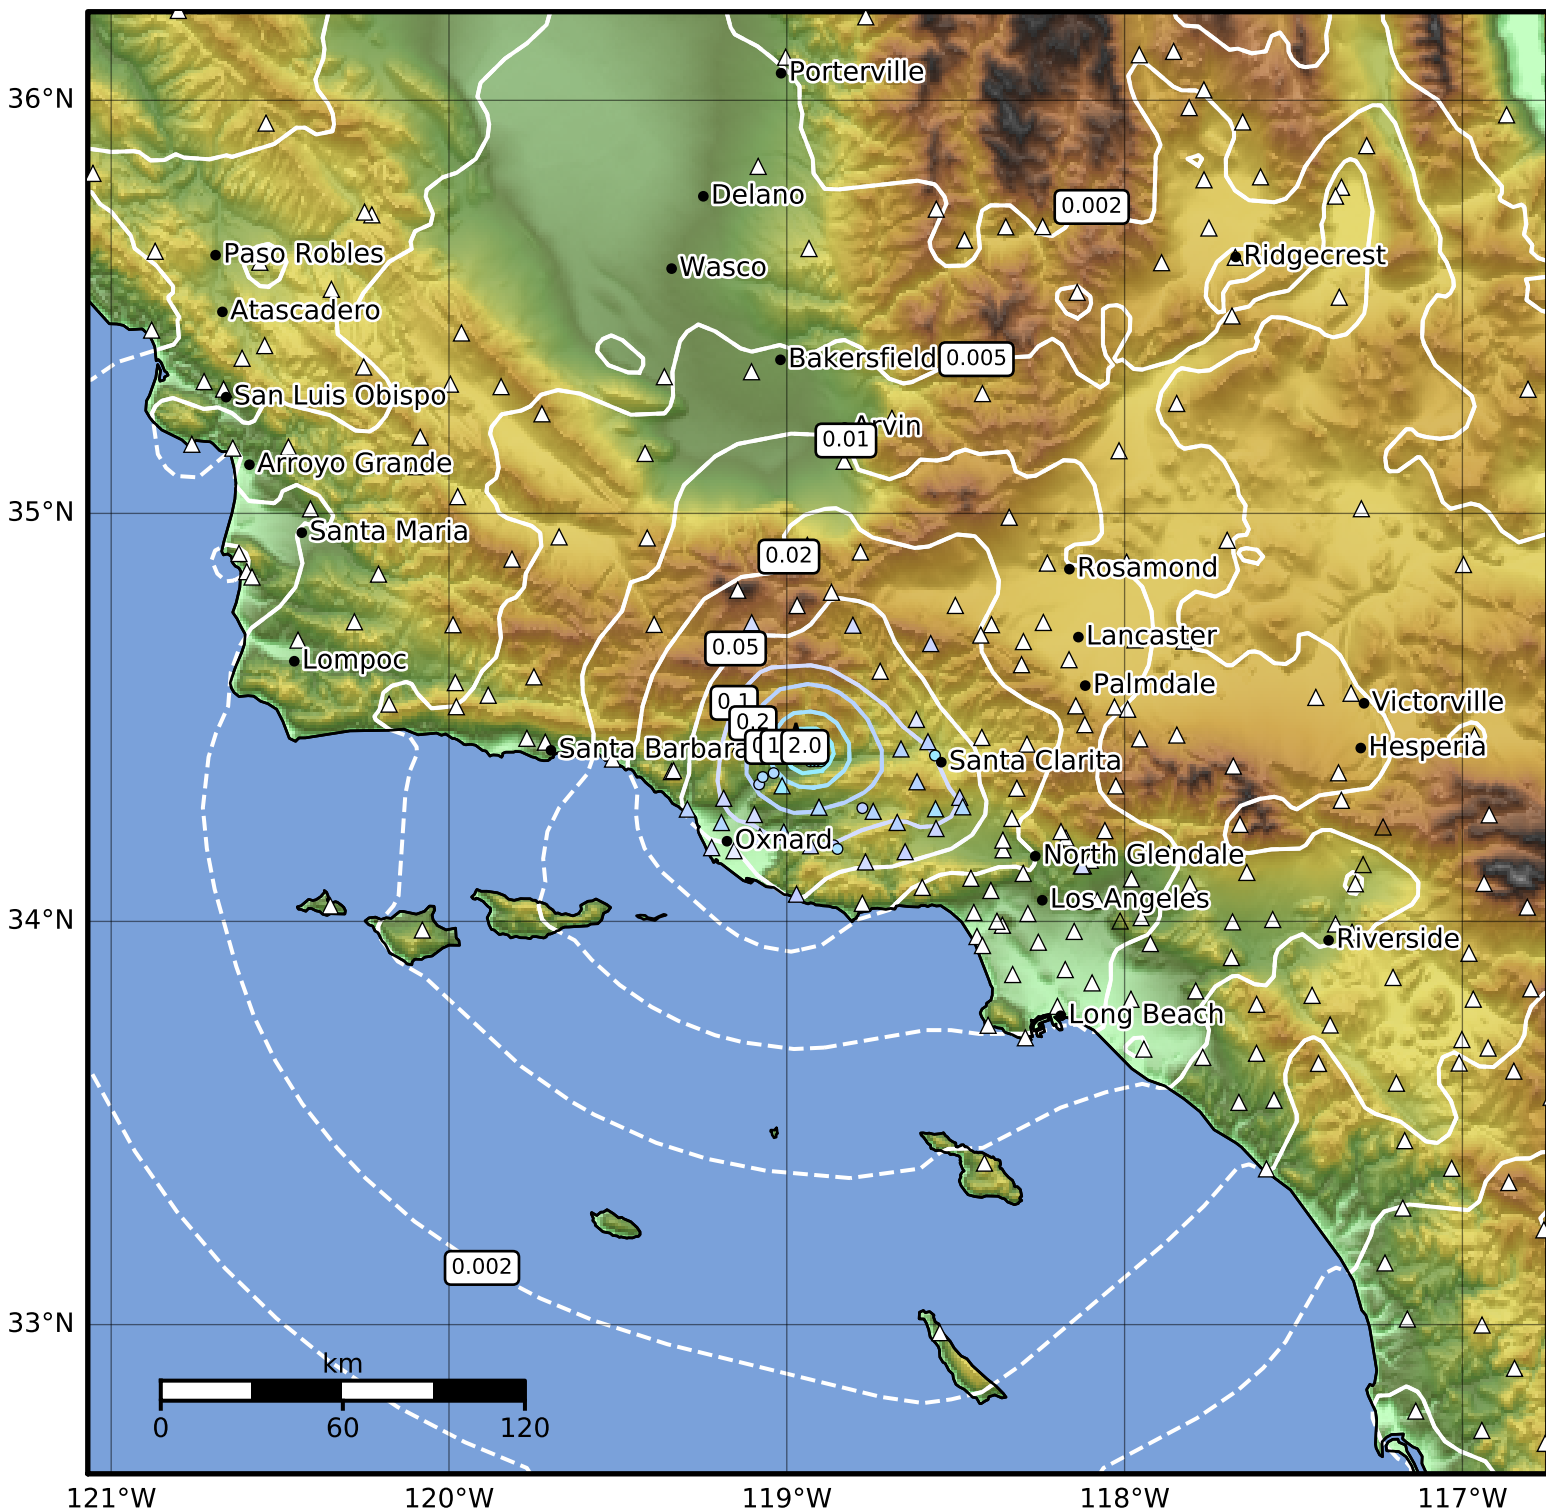 Porterville
36°N
Delano
0.002
Paso Robles
Ridgecrest
Wasco
Atascadero
Bakersfield
0.005
San Luis Obispo
0.01
Arroyo Grande
35°N
Santa Maria
0.02
Rosamond
Lancaster
0.05
Lompoc
Palmdale
0.1
Victorville
0.2
Santa Barbara
2.0
Hesperia
Santa Clarita
Oxnard
North Glendale
Los Angeles
34°N
Riverside
Long Beach
0.002
33°N
km
0
60
120
121°W
120°W
119°W
118°W
117°W